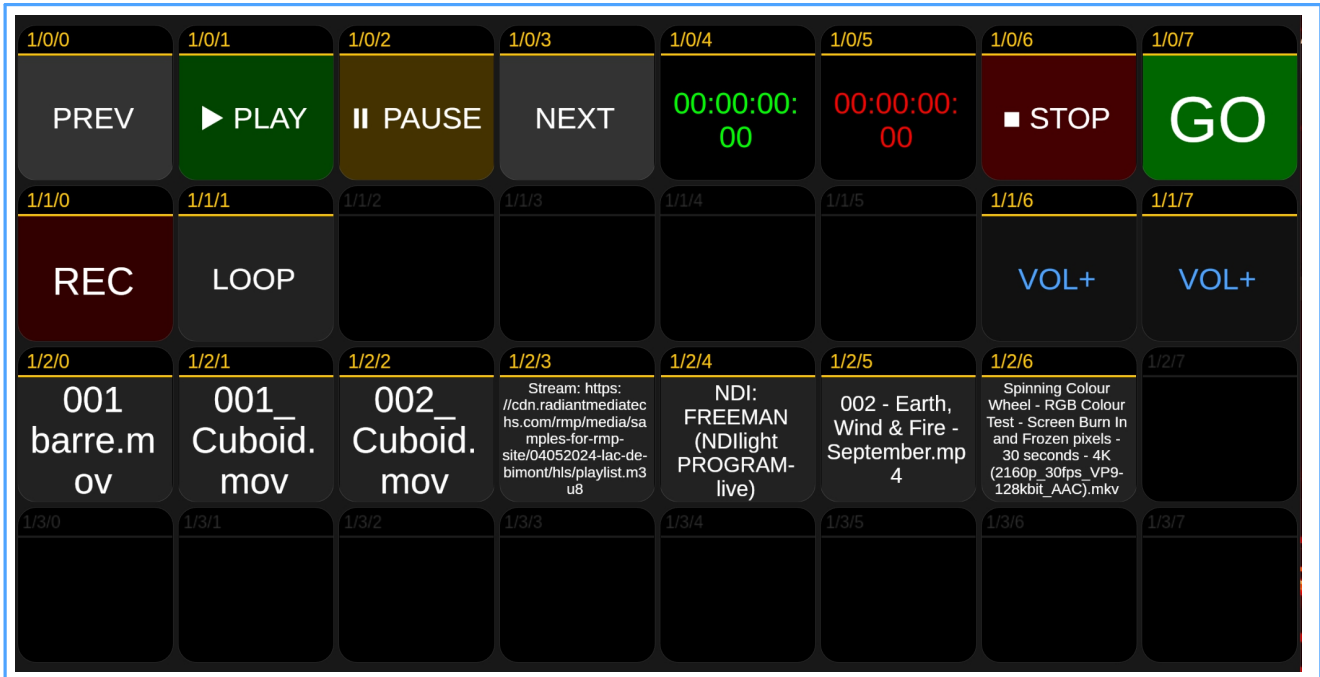 1/0/0
1/0/1
1/0/2
1/0/3
1/0/4
1/0/5
1/0/6
1/0/7
PREV
▶ PLAY
⏸ PAUSE
NEXT
00:00:00:
00
00:00:00:
00
■ STOP
GO
1/1/0
1/1/1
1/1/2
1/1/3
1/1/4
1/1/5
1/1/6
1/1/7
REC
LOOP
VOL+
VOL+
1/2/0
1/2/1
1/2/2
1/2/3
1/2/4
1/2/5
1/2/6
1/2/7
001
barre.m
ov
001_
Cuboid.
mov
002_
Cuboid.
mov
Stream: https:
//cdn.radiantmediatec
hs.com/rmp/media/sa
mples-for-rmp-
site/04052024-lac-de-
bimont/hls/playlist.m3
u8
NDI:
FREEMAN
(NDIlight
PROGRAM-
live)
002 - Earth,
Wind & Fire -
September.mp
4
Spinning Colour
Wheel - RGB Colour
Test - Screen Burn In
and Frozen pixels -
30 seconds - 4K
(2160p_30fps_VP9-
128kbit_AAC).mkv
1/3/0
1/3/1
1/3/2
1/3/3
1/3/4
1/3/5
1/3/6
1/3/7